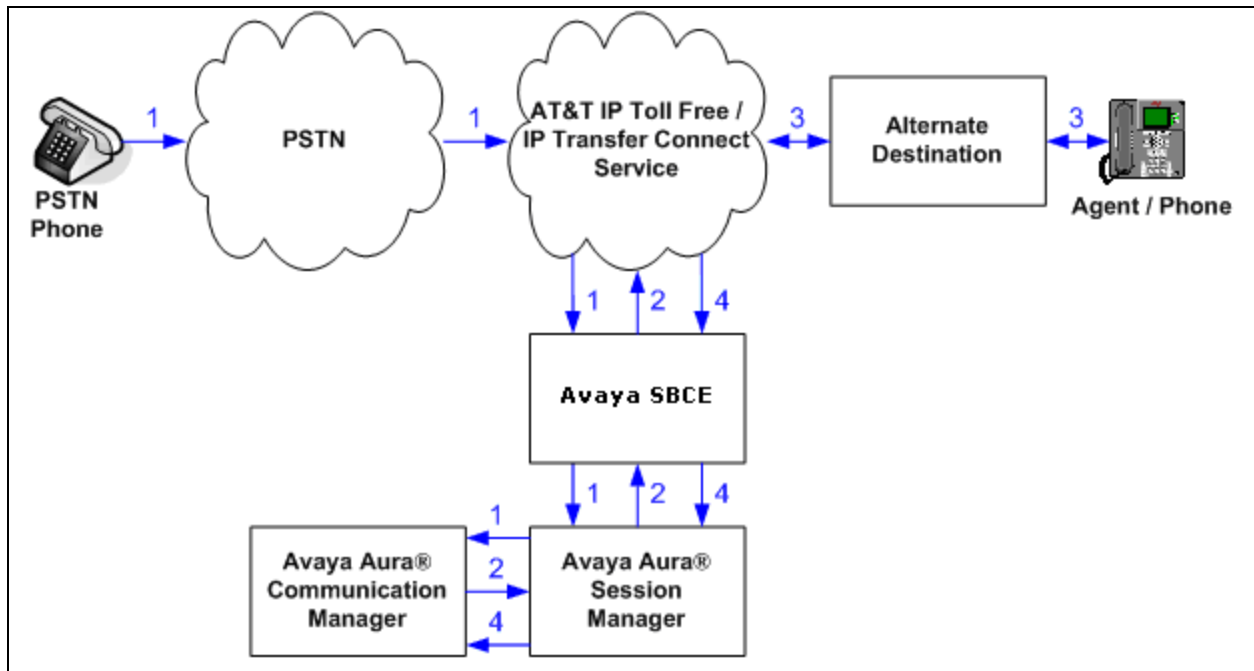 1
PSTN
Phone
PSTN
1
AT&T IP Toll Free /
IP Transfer Connect
Service
3
Alternate
Destination
3
Agent / Phone
1
2
4
Avaya SBCE
1
2
4
Avaya Aura®
Communication
Manager
1
2
4
Avaya Aura®
Session
Manager